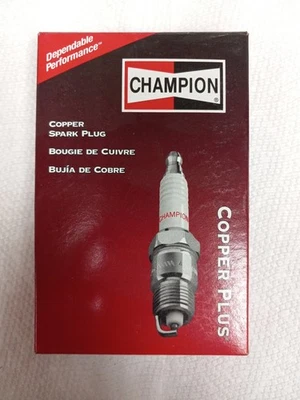 Dependable
Performance™
CHAMPION
®
COPPER
SPARK PLUG
BOUGIE DE CUIVRE
BUJÍA DE COBRE
CHAMPION
COPPER PLUS